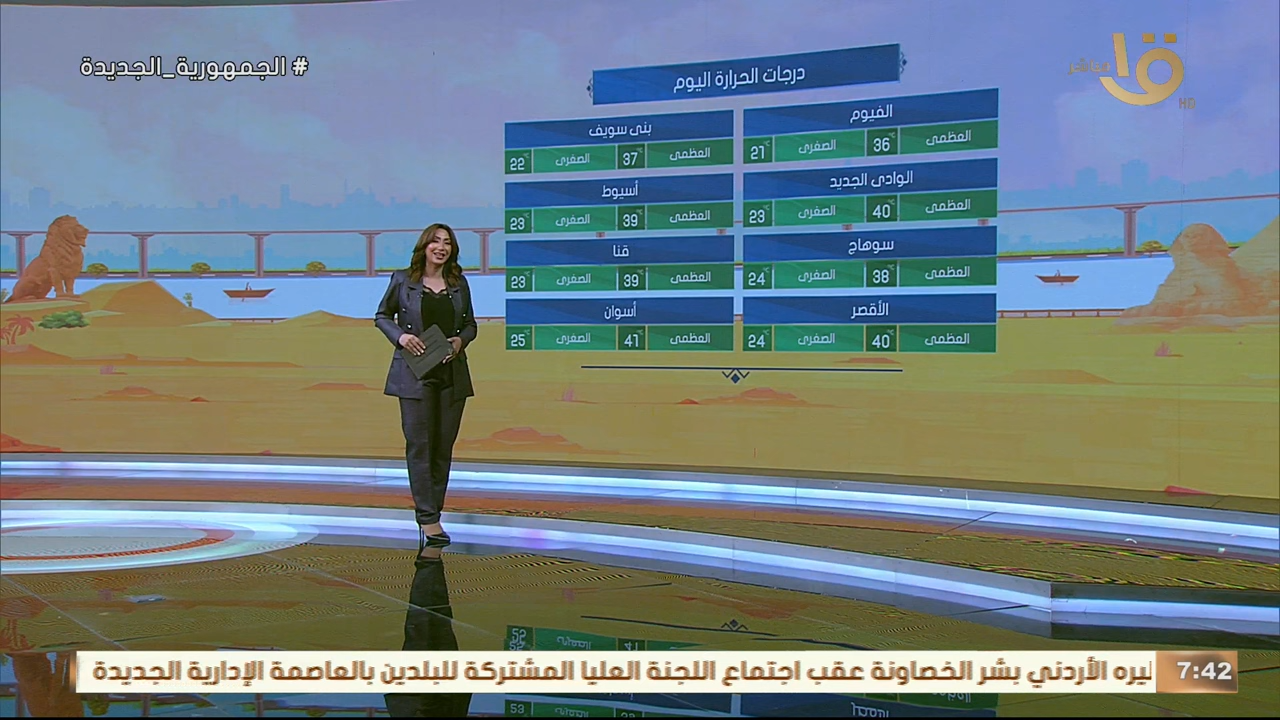 #الجمهورية_الجديدة
مباشر
HD
درجات الحرارة اليوم
الفيوم
العظمى 36 الصغرى 21
بنى سويف
العظمى 37 الصغرى 22
الوادى الجديد
العظمى 40 الصغرى 23
أسيوط
العظمى 39 الصغرى 23
سوهاج
العظمى 38 الصغرى 24
قنا
العظمى 39 الصغرى 23
الأقصر
العظمى 40 الصغرى 24
أسوان
العظمى 41 الصغرى 25
7:42
الأردني بشر الخصاونة عقب اجتماع اللجنة العليا المشتركة للبلدين بالعاصمة الإدارية الجديدة